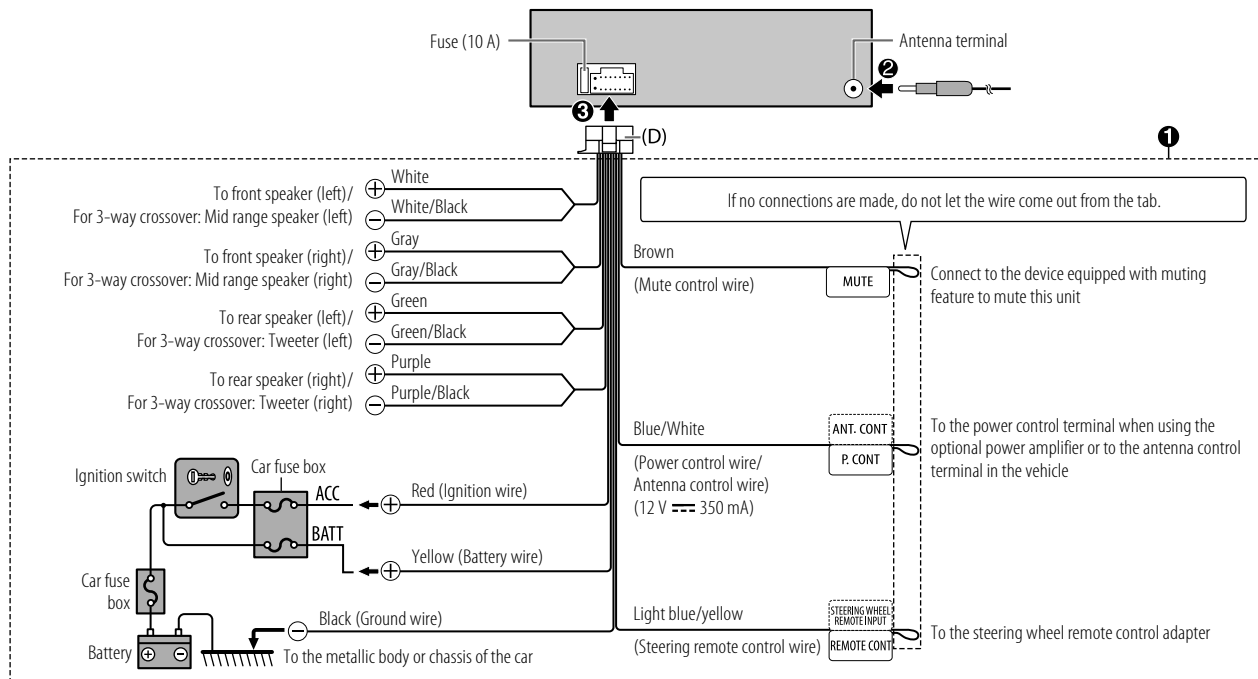 Fuse (10 A)
Antenna terminal
❷
❸
(D)
❶
To front speaker (left)/
For 3-way crossover: Mid range speaker (left)
White
White/Black
To front speaker (right)/
For 3-way crossover: Mid range speaker (right)
Gray
Gray/Black
To rear speaker (left)/
For 3-way crossover: Tweeter (left)
Green
Green/Black
To rear speaker (right)/
For 3-way crossover: Tweeter (right)
Purple
Purple/Black
Ignition switch
Car fuse box
ACC
BATT
Red (Ignition wire)
Yellow (Battery wire)
Car fuse
box
Battery
Black (Ground wire)
To the metallic body or chassis of the car
If no connections are made, do not let the wire come out from the tab.
Brown
(Mute control wire)
MUTE
Connect to the device equipped with muting
feature to mute this unit
Blue/White
(Power control wire/
Antenna control wire)
(12 V ⎓ 350 mA)
ANT. CONT
P. CONT
To the power control terminal when using the
optional power amplifier or to the antenna control
terminal in the vehicle
Light blue/yellow
(Steering remote control wire)
STEERING WHEEL
REMOTE INPUT
REMOTE CONT
To the steering wheel remote control adapter